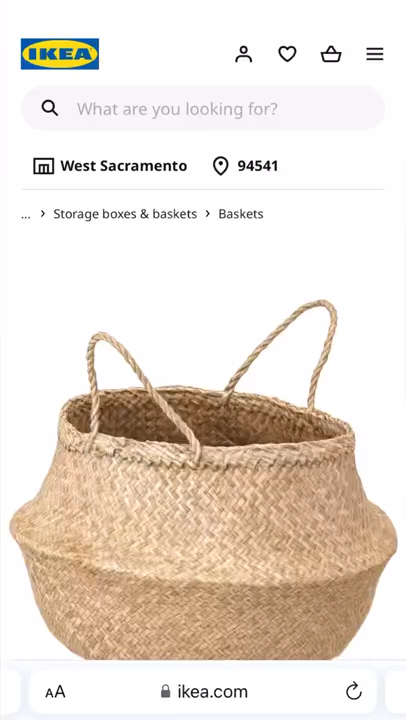 IKEA
What are you looking for?
West Sacramento 94541
... > Storage boxes & baskets > Baskets
AA ikea.com